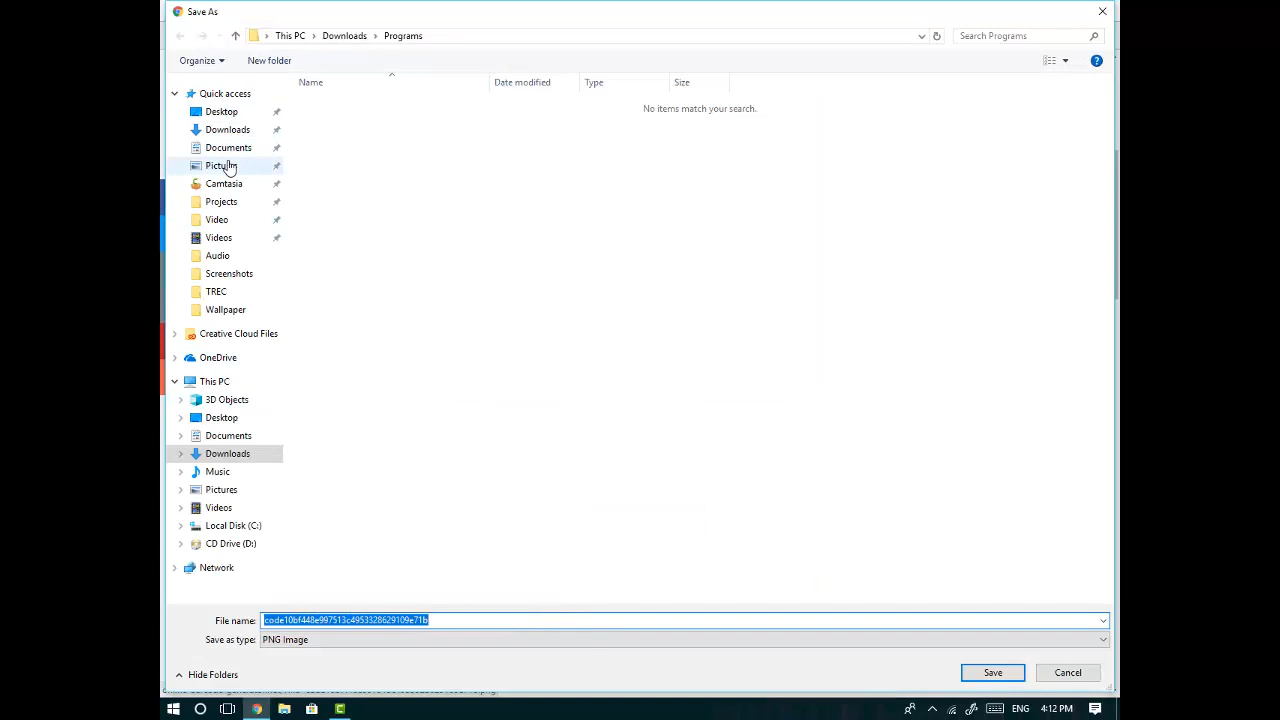 Save As
This PC > Downloads > Programs
Search Programs
Organize
New folder
Name
Date modified
Type
Size
No items match your search.
Quick access
Desktop
Downloads
Documents
Camtasia
Projects
Video
Videos
Audio
Screenshots
TREC
Wallpaper
Creative Cloud Files
OneDrive
This PC
3D Objects
Desktop
Documents
Downloads
Music
Pictures
Videos
Local Disk (C:)
CD Drive (D:)
Network
File name: code10bf448e997513c4953328629109e71b
Save as type: PNG Image
Hide Folders
Save
Cancel
ENG
4:12 PM